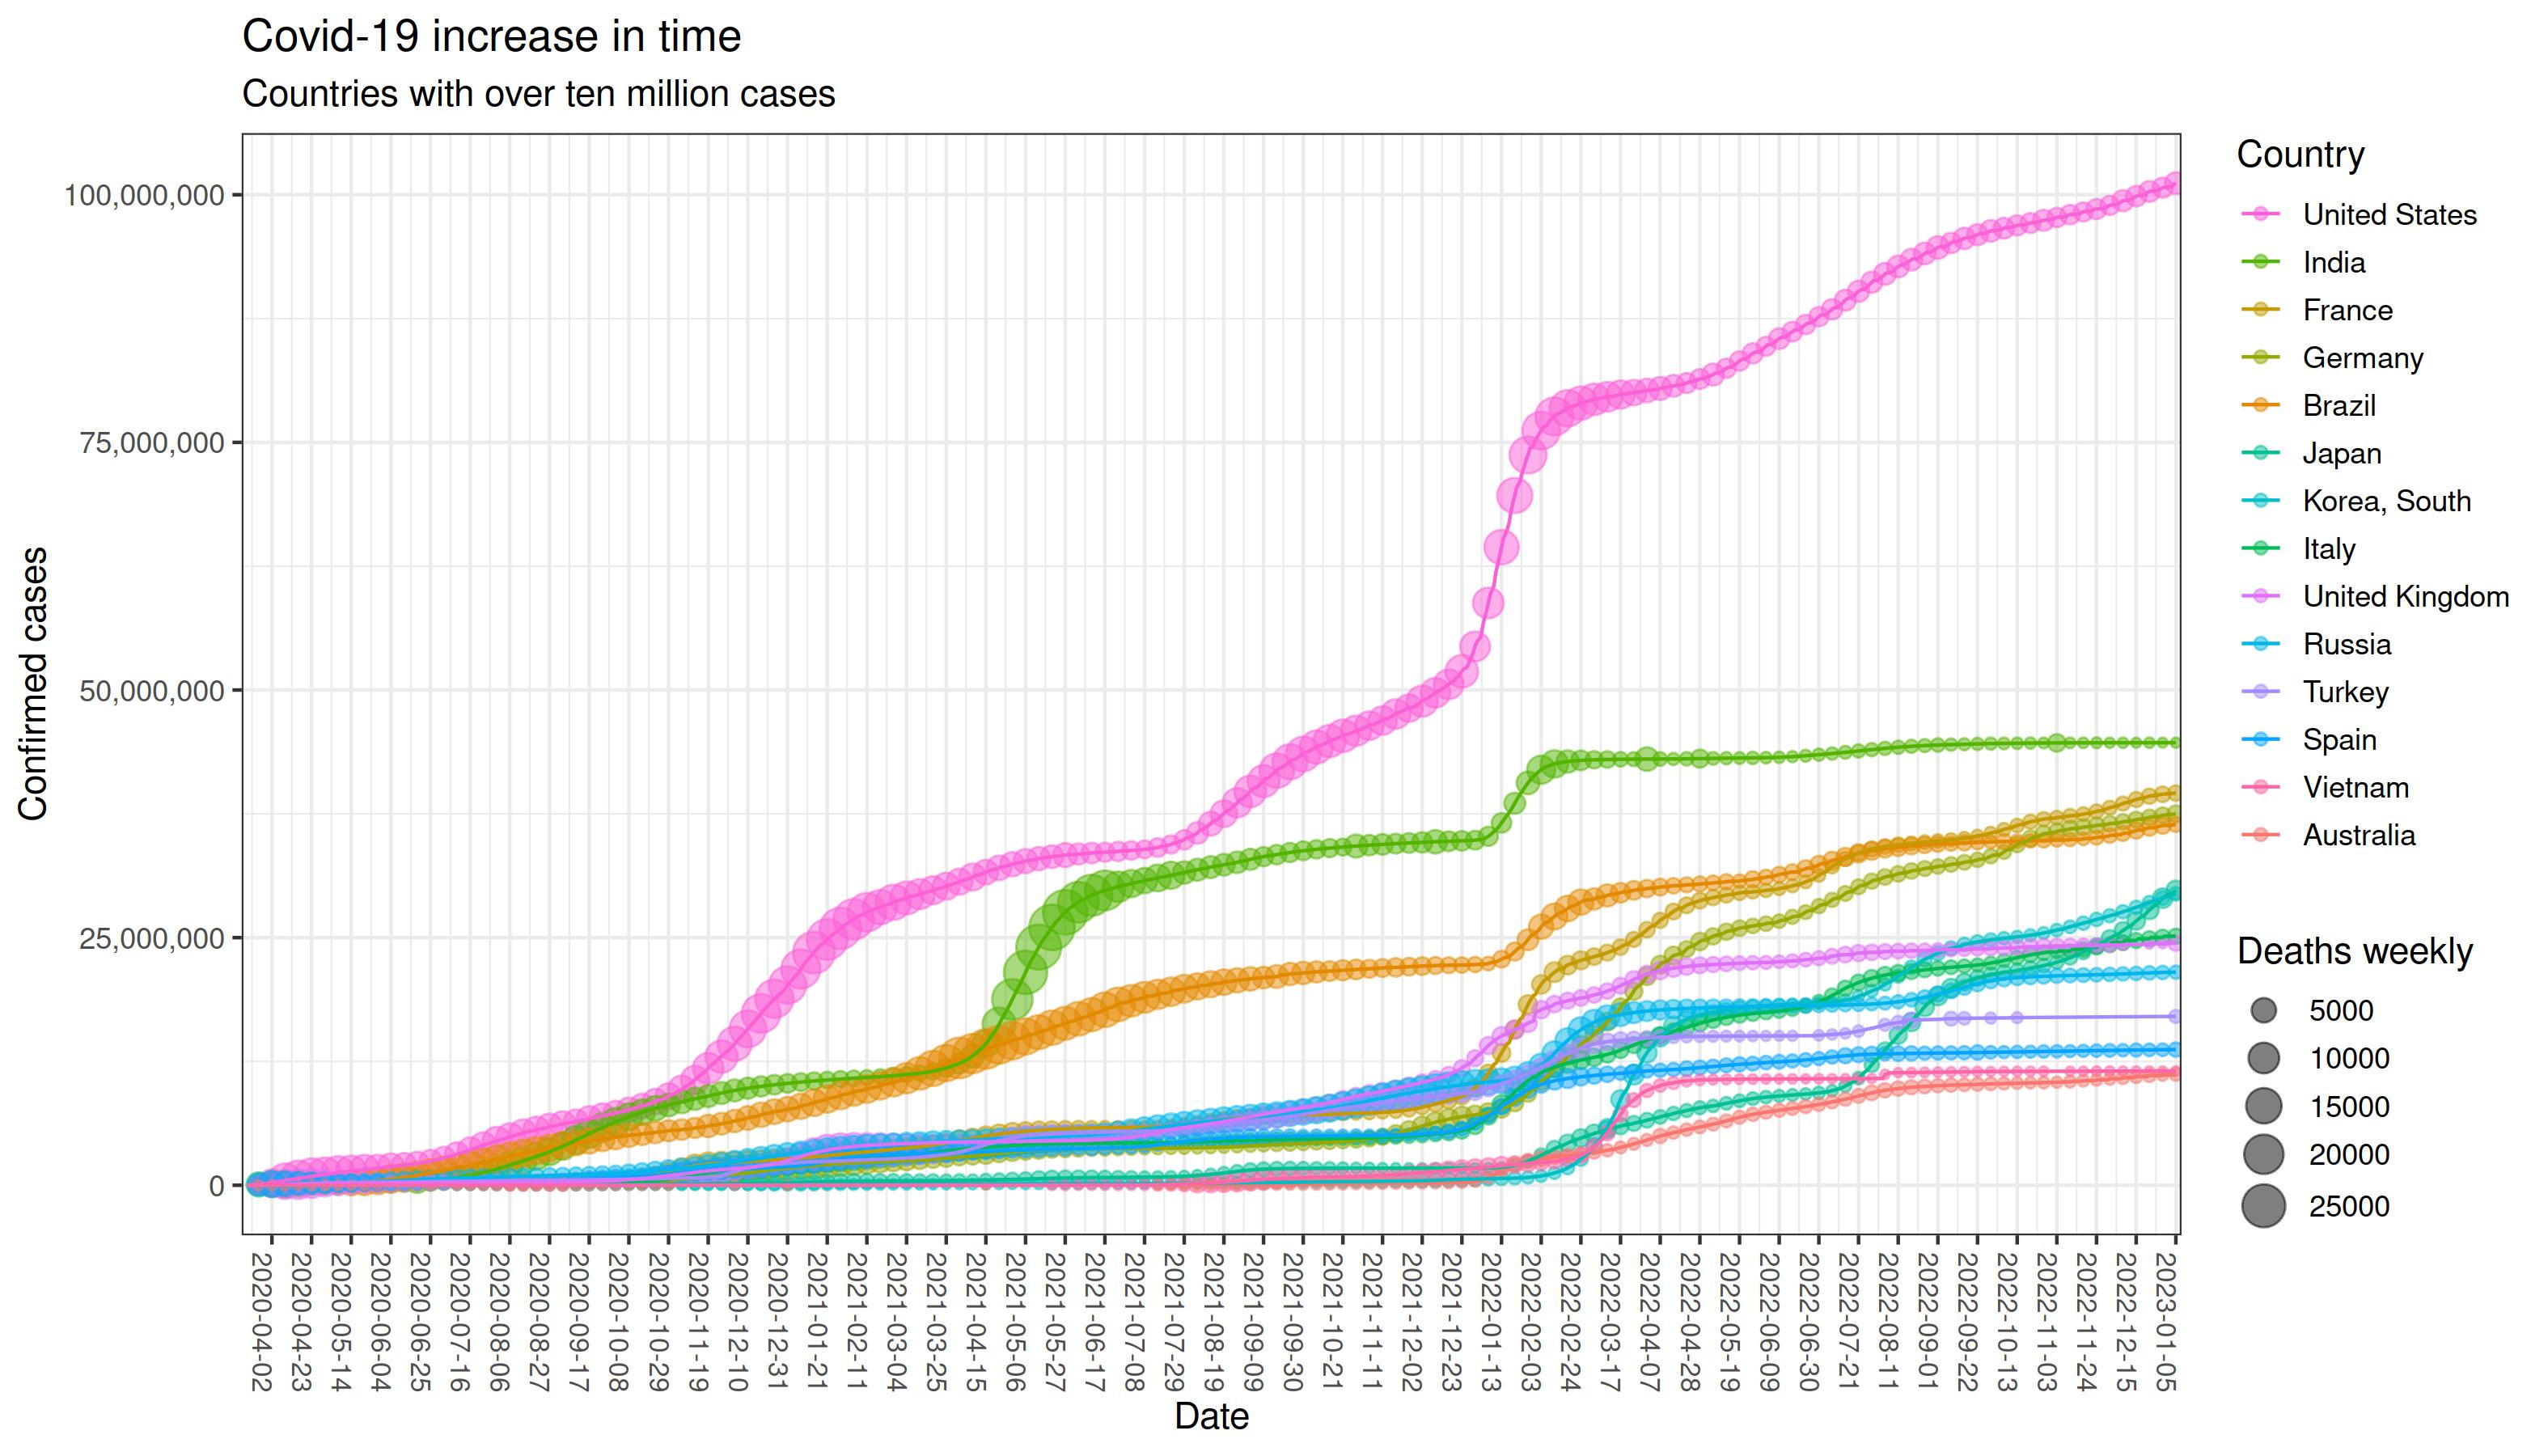 Covid-19 increase in time
Countries with over ten million cases
Confirmed cases
100,000,000
75,000,000
50,000,000
25,000,000
0
2020-04-02
2020-04-23
2020-05-14
2020-06-04
2020-06-25
2020-07-16
2020-08-06
2020-08-27
2020-09-17
2020-10-08
2020-10-29
2020-11-19
2020-12-10
2020-12-31
2021-01-21
2021-02-11
2021-03-04
2021-03-25
2021-04-15
2021-05-06
2021-05-27
2021-06-17
2021-07-08
2021-07-29
2021-08-19
2021-09-09
2021-09-30
2021-10-21
2021-11-11
2021-12-02
2021-12-23
2022-01-13
2022-02-03
2022-02-24
2022-03-17
2022-04-07
2022-04-28
2022-05-19
2022-06-09
2022-06-30
2022-07-21
2022-08-11
2022-09-01
2022-09-22
2022-10-13
2022-11-03
2022-11-24
2022-12-15
2023-01-05
Date
Country
United States
India
France
Germany
Brazil
Japan
Korea, South
Italy
United Kingdom
Russia
Turkey
Spain
Vietnam
Australia
Deaths weekly
5000
10000
15000
20000
25000